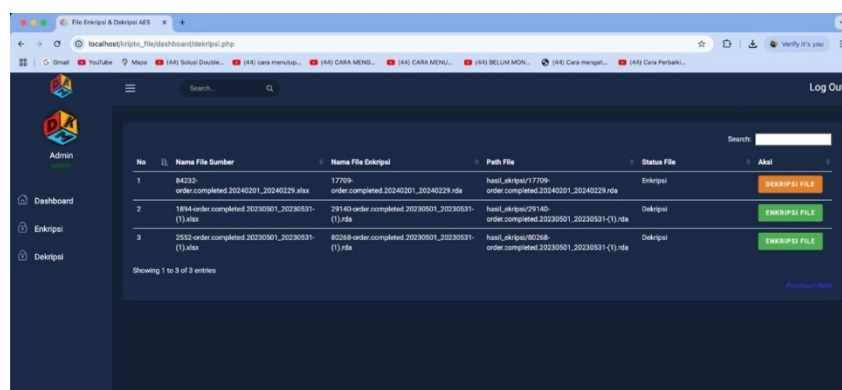 File Enkripsi & Dekripsi AES
localhost/kripto_file/dashboard/dekripsi.php
Verify it's you
Gmail YouTube Maps (44) Solusi Double... (44) cara menutup... (44) CARA MENG... (44) CARA MENU... (44) BELUM MON... (44) Cara mengat... (44) Cara Perbaiki...
Search...
Log Out
Admin
admin
Dashboard
Enkripsi
Dekripsi
Search:
No Nama File Sumber Nama File Enkripsi Path File Status File Aksi
1 84232- 17709- hasil_ekripsi/17709- Enkripsi DEKRIPSI FILE
order.completed.20240201_20240229.xlsx order.completed.20240201_20240229.rda order.completed.20240201_20240229.rda
2 1894-order.completed.20230501_20230531- 29140-order.completed.20230501_20230531- hasil_ekripsi/29140- Dekripsi ENKRIPSI FILE
(1).xlsx (1).rda order.completed.20230501_20230531-(1).rda
3 2552-order.completed.20230501_20230531- 80268-order.completed.20230501_20230531- hasil_ekripsi/80268- Dekripsi ENKRIPSI FILE
(1).xlsx (1).rda order.completed.20230501_20230531-(1).rda
Showing 1 to 3 of 3 entries
Previous1Next